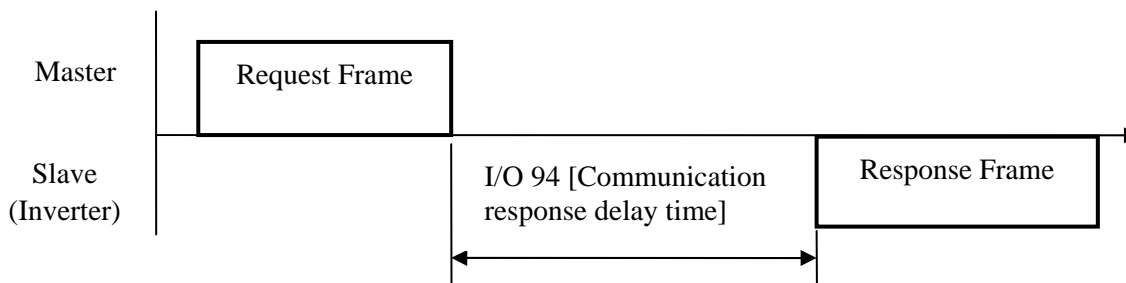 Master
Request Frame
Slave
(Inverter)
I/O 94 [Communication
response delay time]
Response Frame